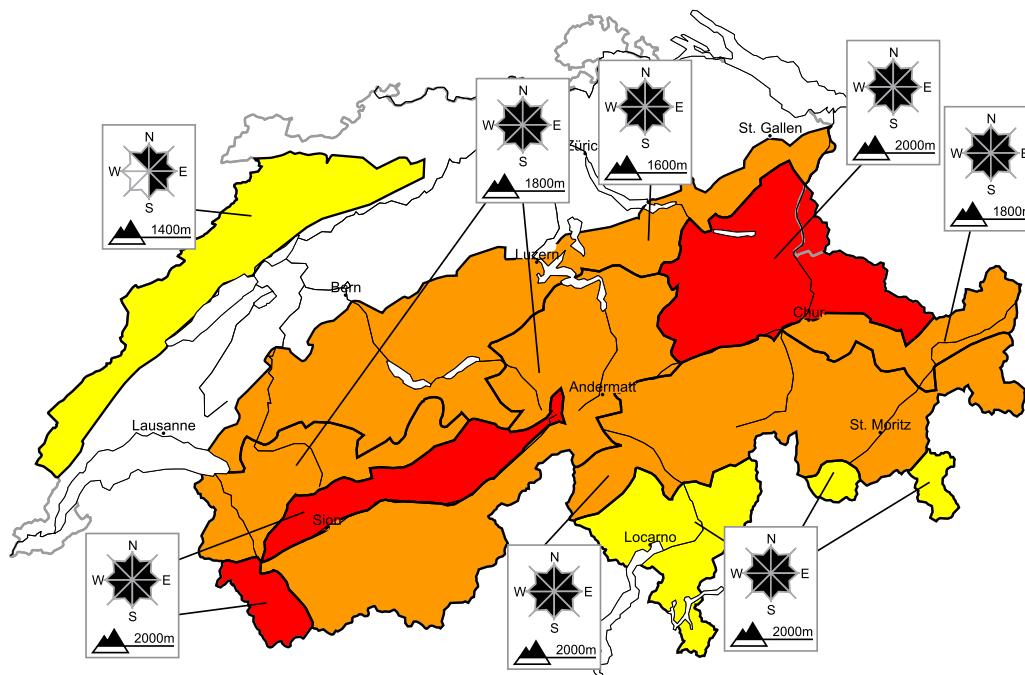 N
W E
S
2000m
N
W E
S
1600m
N
W E
S
1800m
St. Gallen
N
W E
S
1400m
Züric
N
W E
S
1800m
Luzern
Bern
Chur
Andermatt
Lausanne
St. Moritz
Sion
Locarno
N
W E
S
2000m
N
W E
S
2000m
N
W E
S
2000m